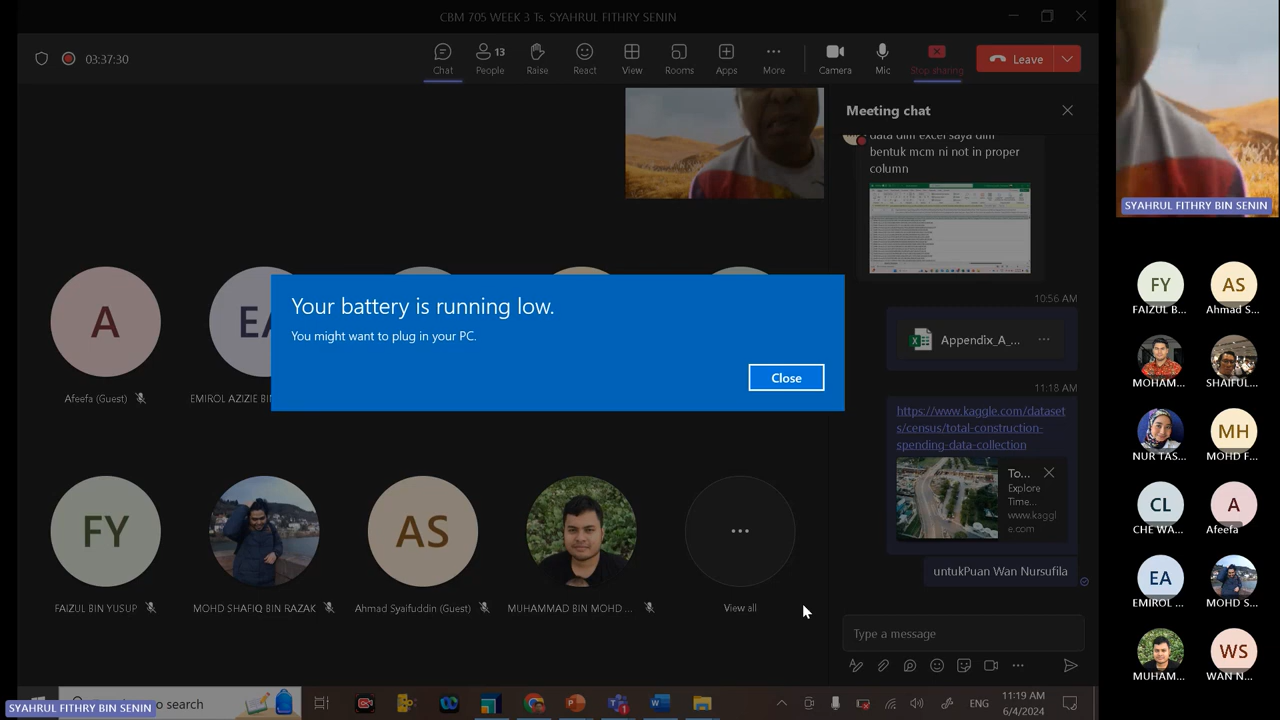 CBM 705 WEEK 3 Ts. SYAHRUL FITHRY SENIN
03:37:30
Chat
People
13
Raise
React
View
Rooms
Apps
More
Camera
Mic
Stop sharing
Leave
Meeting chat
data dlm excel saya dlm
bentuk mcm ni not in proper
column
10:56 AM
Appendix_A_...
11:18 AM
https://www.kaggle.com/dataset
s/census/total-construction-
spending-data-collection
To...
Explore
Time...
www.kaggl
e.com
untukPuan Wan Nursufila
Type a message
Your battery is running low.
You might want to plug in your PC.
Close
A
EA
Afeefa (Guest)
EMIROL AZIZIE BIN
FY
AS
FAIZUL BIN YUSUP
MOHD SHAFIQ BIN RAZAK
Ahmad Syaifuddin (Guest)
MUHAMMAD BIN MOHD ...
View all
SYAHRUL FITHRY BIN SENIN
FY
AS
FAIZUL B...
Ahmad S...
MOHAM...
SHAIFUL...
MH
NUR TAS...
MOHD F...
CL
A
CHE WA...
Afeefa
EA
EMIROL ...
MOHD S...
WS
MUHAM...
WAN N...
SYAHRUL FITHRY BIN SENIN
o search
ENG
11:19 AM
6/4/2024